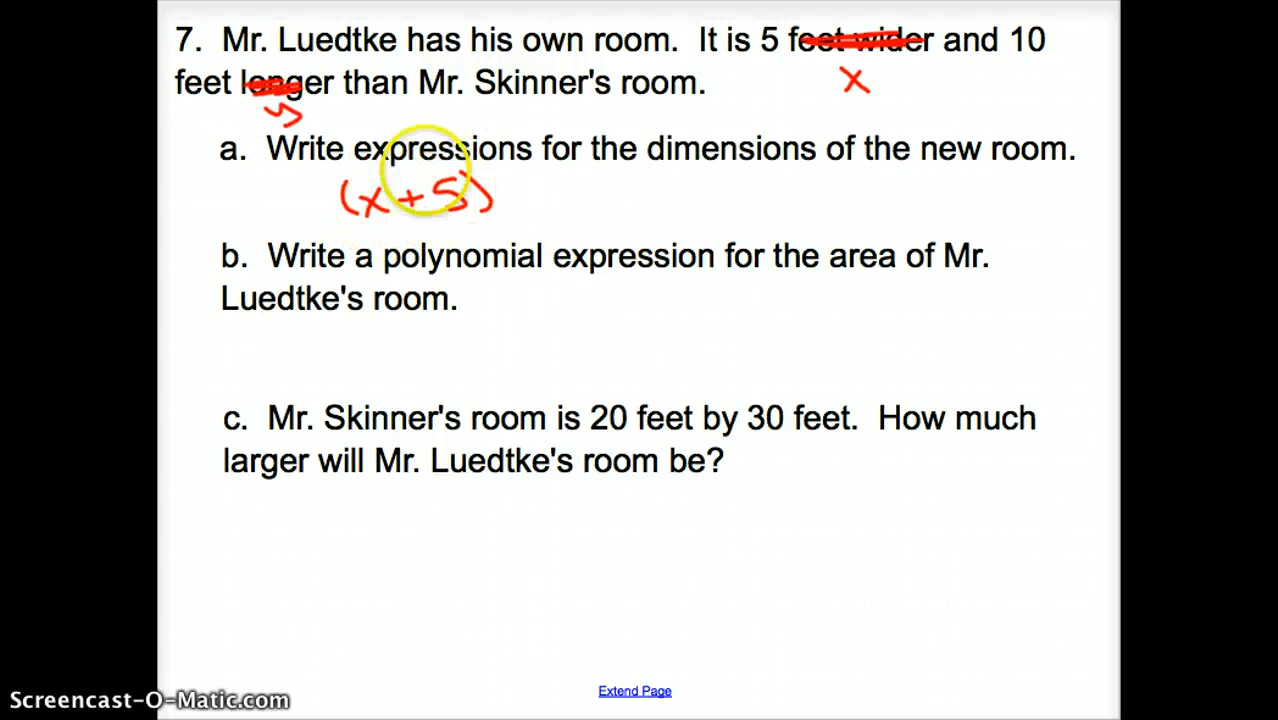 7. Mr. Luedtke has his own room. It is 5 feet wider and 10
feet longer than Mr. Skinner's room.
x
y
a. Write expressions for the dimensions of the new room.
(x + 5)
b. Write a polynomial expression for the area of Mr.
Luedtke's room.
c. Mr. Skinner's room is 20 feet by 30 feet. How much
larger will Mr. Luedtke's room be?
Extend Page
Screencast-O-Matic.com